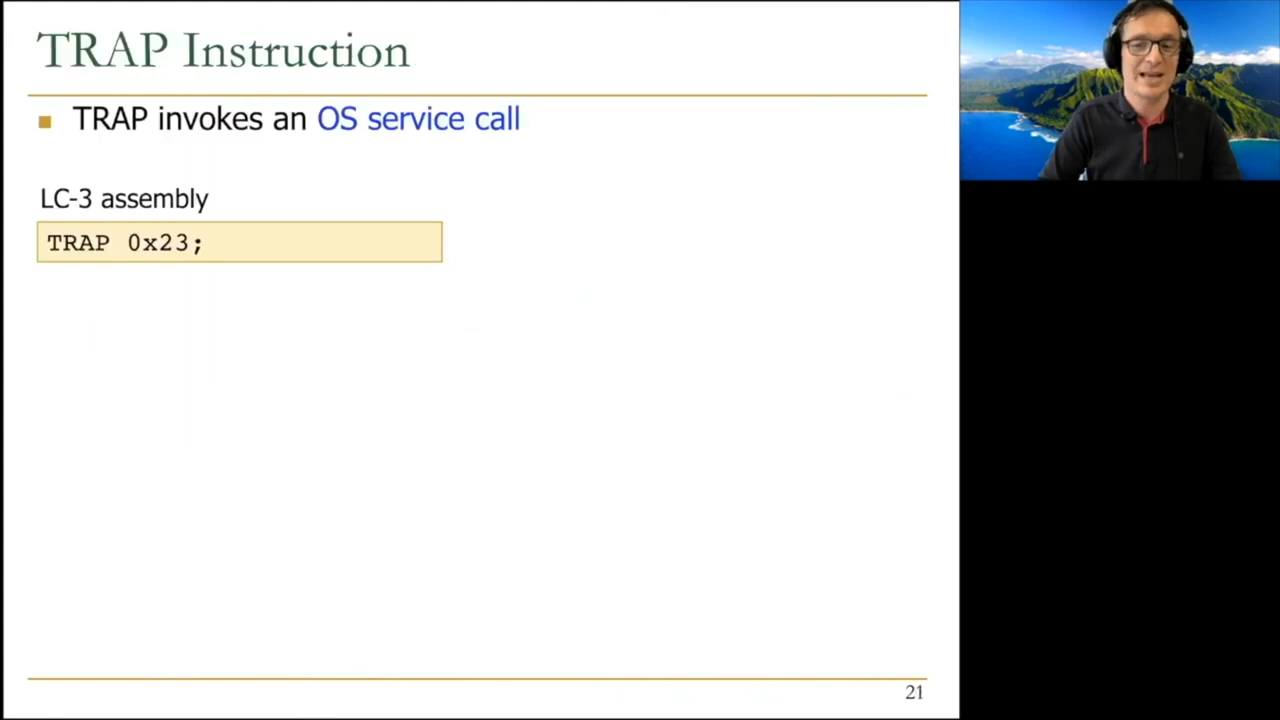 TRAP Instruction
TRAP invokes an OS service call
LC-3 assembly
TRAP 0x23;
21